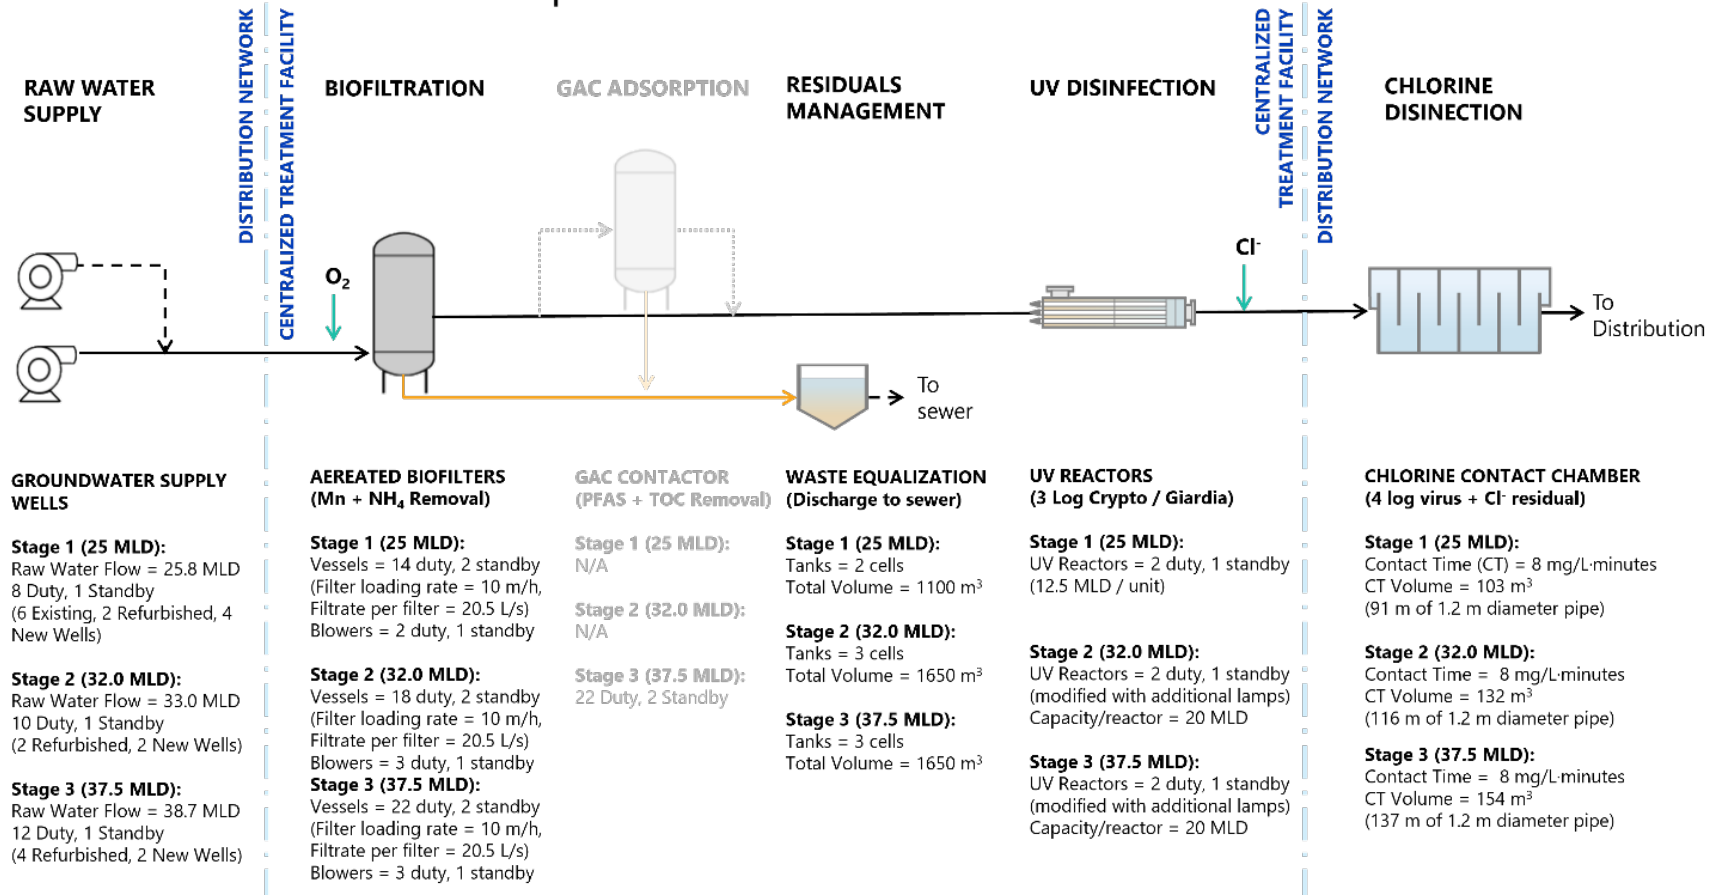 DISTRIBUTION NETWORK
CENTRALIZED TREATMENT FACILITY
CENTRALIZED
TREATMENT FACILITY
DISTRIBUTION NETWORK
RAW WATER
SUPPLY
BIOFILTRATION
GAC ADSORPTION
RESIDUALS
MANAGEMENT
UV DISINFECTION
CHLORINE
DISINECTION
O₂
Cl⁻
To
Distribution
To
sewer
GROUNDWATER SUPPLY
WELLS
Stage 1 (25 MLD):
Raw Water Flow = 25.8 MLD
8 Duty, 1 Standby
(6 Existing, 2 Refurbished, 4
New Wells)
Stage 2 (32.0 MLD):
Raw Water Flow = 33.0 MLD
10 Duty, 1 Standby
(2 Refurbished, 2 New Wells)
Stage 3 (37.5 MLD):
Raw Water Flow = 38.7 MLD
12 Duty, 1 Standby
(4 Refurbished, 2 New Wells)
AEREATED BIOFILTERS
(Mn + NH₄ Removal)
Stage 1 (25 MLD):
Vessels = 14 duty, 2 standby
(Filter loading rate = 10 m/h,
Filtrate per filter = 20.5 L/s)
Blowers = 2 duty, 1 standby
Stage 2 (32.0 MLD):
Vessels = 18 duty, 2 standby
(Filter loading rate = 10 m/h,
Filtrate per filter = 20.5 L/s)
Blowers = 3 duty, 1 standby
Stage 3 (37.5 MLD):
Vessels = 22 duty, 2 standby
(Filter loading rate = 10 m/h,
Filtrate per filter = 20.5 L/s)
Blowers = 3 duty, 1 standby
GAC CONTACTOR
(PFAS + TOC Removal)
Stage 1 (25 MLD):
N/A
Stage 2 (32.0 MLD):
N/A
Stage 3 (37.5 MLD):
22 Duty, 2 Standby
WASTE EQUALIZATION
(Discharge to sewer)
Stage 1 (25 MLD):
Tanks = 2 cells
Total Volume = 1100 m³
Stage 2 (32.0 MLD):
Tanks = 3 cells
Total Volume = 1650 m³
Stage 3 (37.5 MLD):
Tanks = 3 cells
Total Volume = 1650 m³
UV REACTORS
(3 Log Crypto / Giardia)
Stage 1 (25 MLD):
UV Reactors = 2 duty, 1 standby
(12.5 MLD / unit)
Stage 2 (32.0 MLD):
UV Reactors = 2 duty, 1 standby
(modified with additional lamps)
Capacity/reactor = 20 MLD
Stage 3 (37.5 MLD):
UV Reactors = 2 duty, 1 standby
(modified with additional lamps)
Capacity/reactor = 20 MLD
CHLORINE CONTACT CHAMBER
(4 log virus + Cl⁻ residual)
Stage 1 (25 MLD):
Contact Time (CT) = 8 mg/L·minutes
CT Volume = 103 m³
(91 m of 1.2 m diameter pipe)
Stage 2 (32.0 MLD):
Contact Time = 8 mg/L·minutes
CT Volume = 132 m³
(116 m of 1.2 m diameter pipe)
Stage 3 (37.5 MLD):
Contact Time = 8 mg/L·minutes
CT Volume = 154 m³
(137 m of 1.2 m diameter pipe)